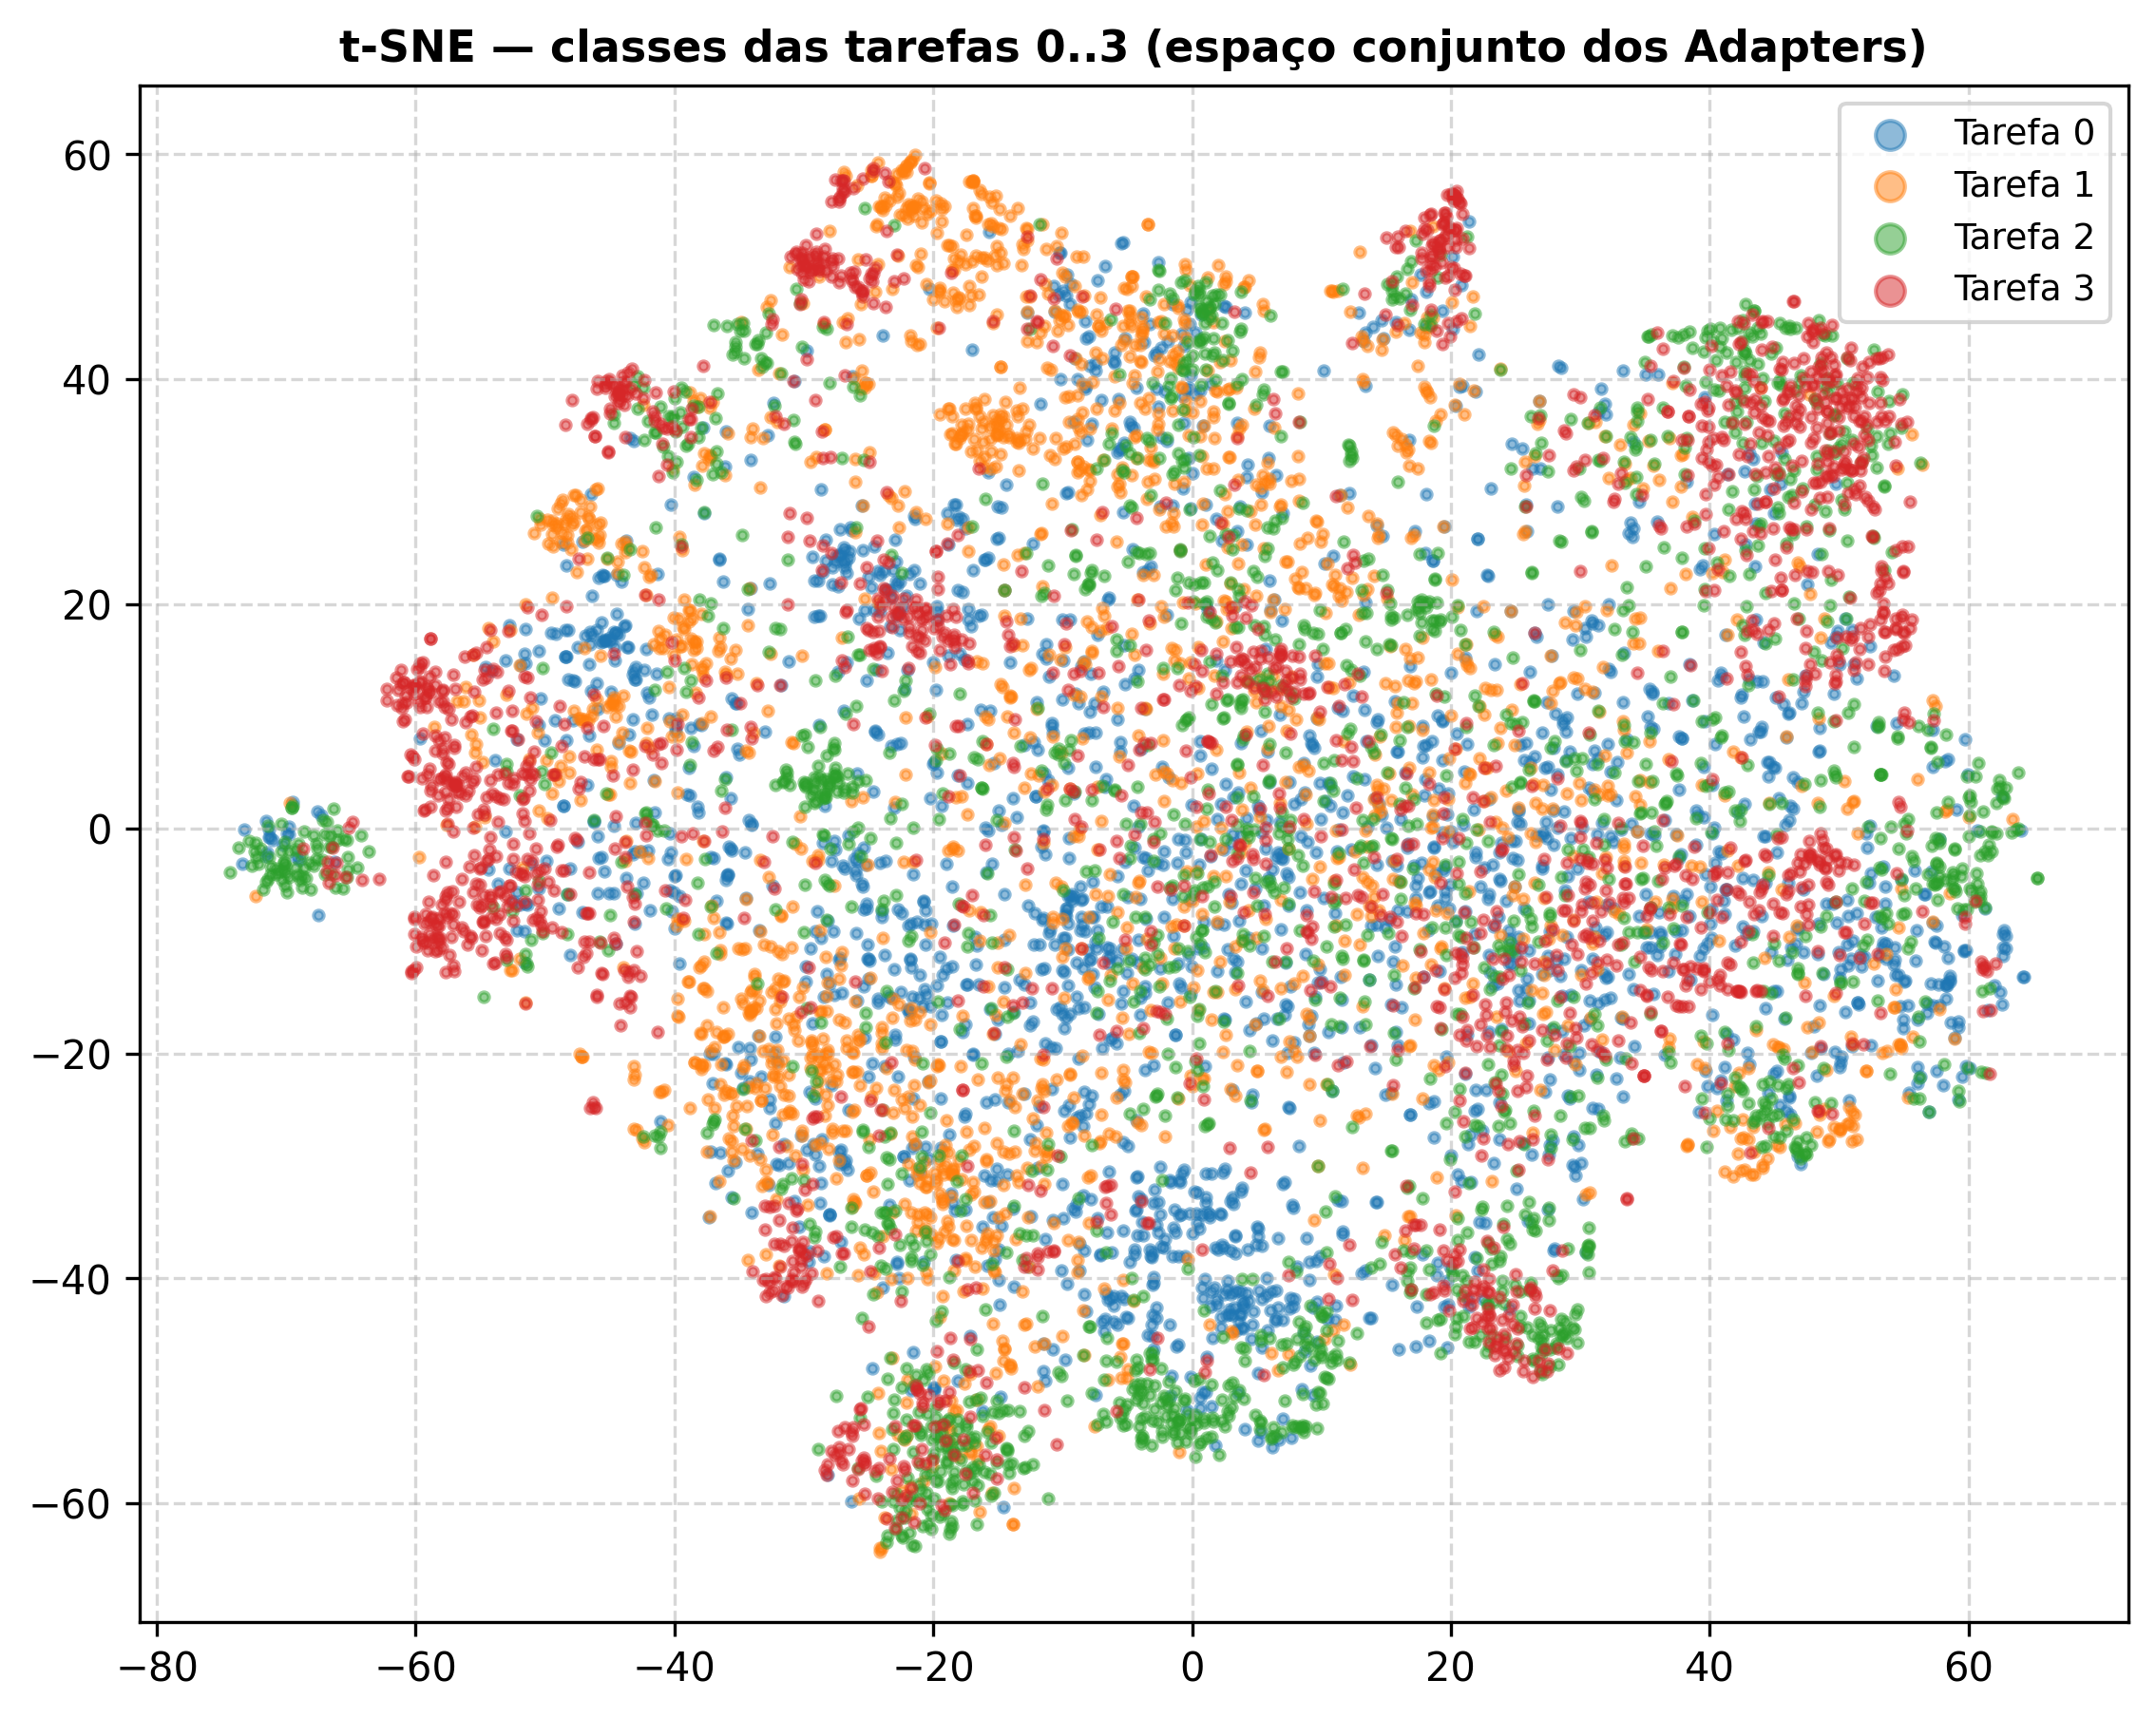 t-SNE — classes das tarefas 0..3 (espaço conjunto dos Adapters)
Tarefa 0
Tarefa 1
Tarefa 2
Tarefa 3
60
40
20
0
−20
−40
−60
−80 −60 −40 −20 0 20 40 60